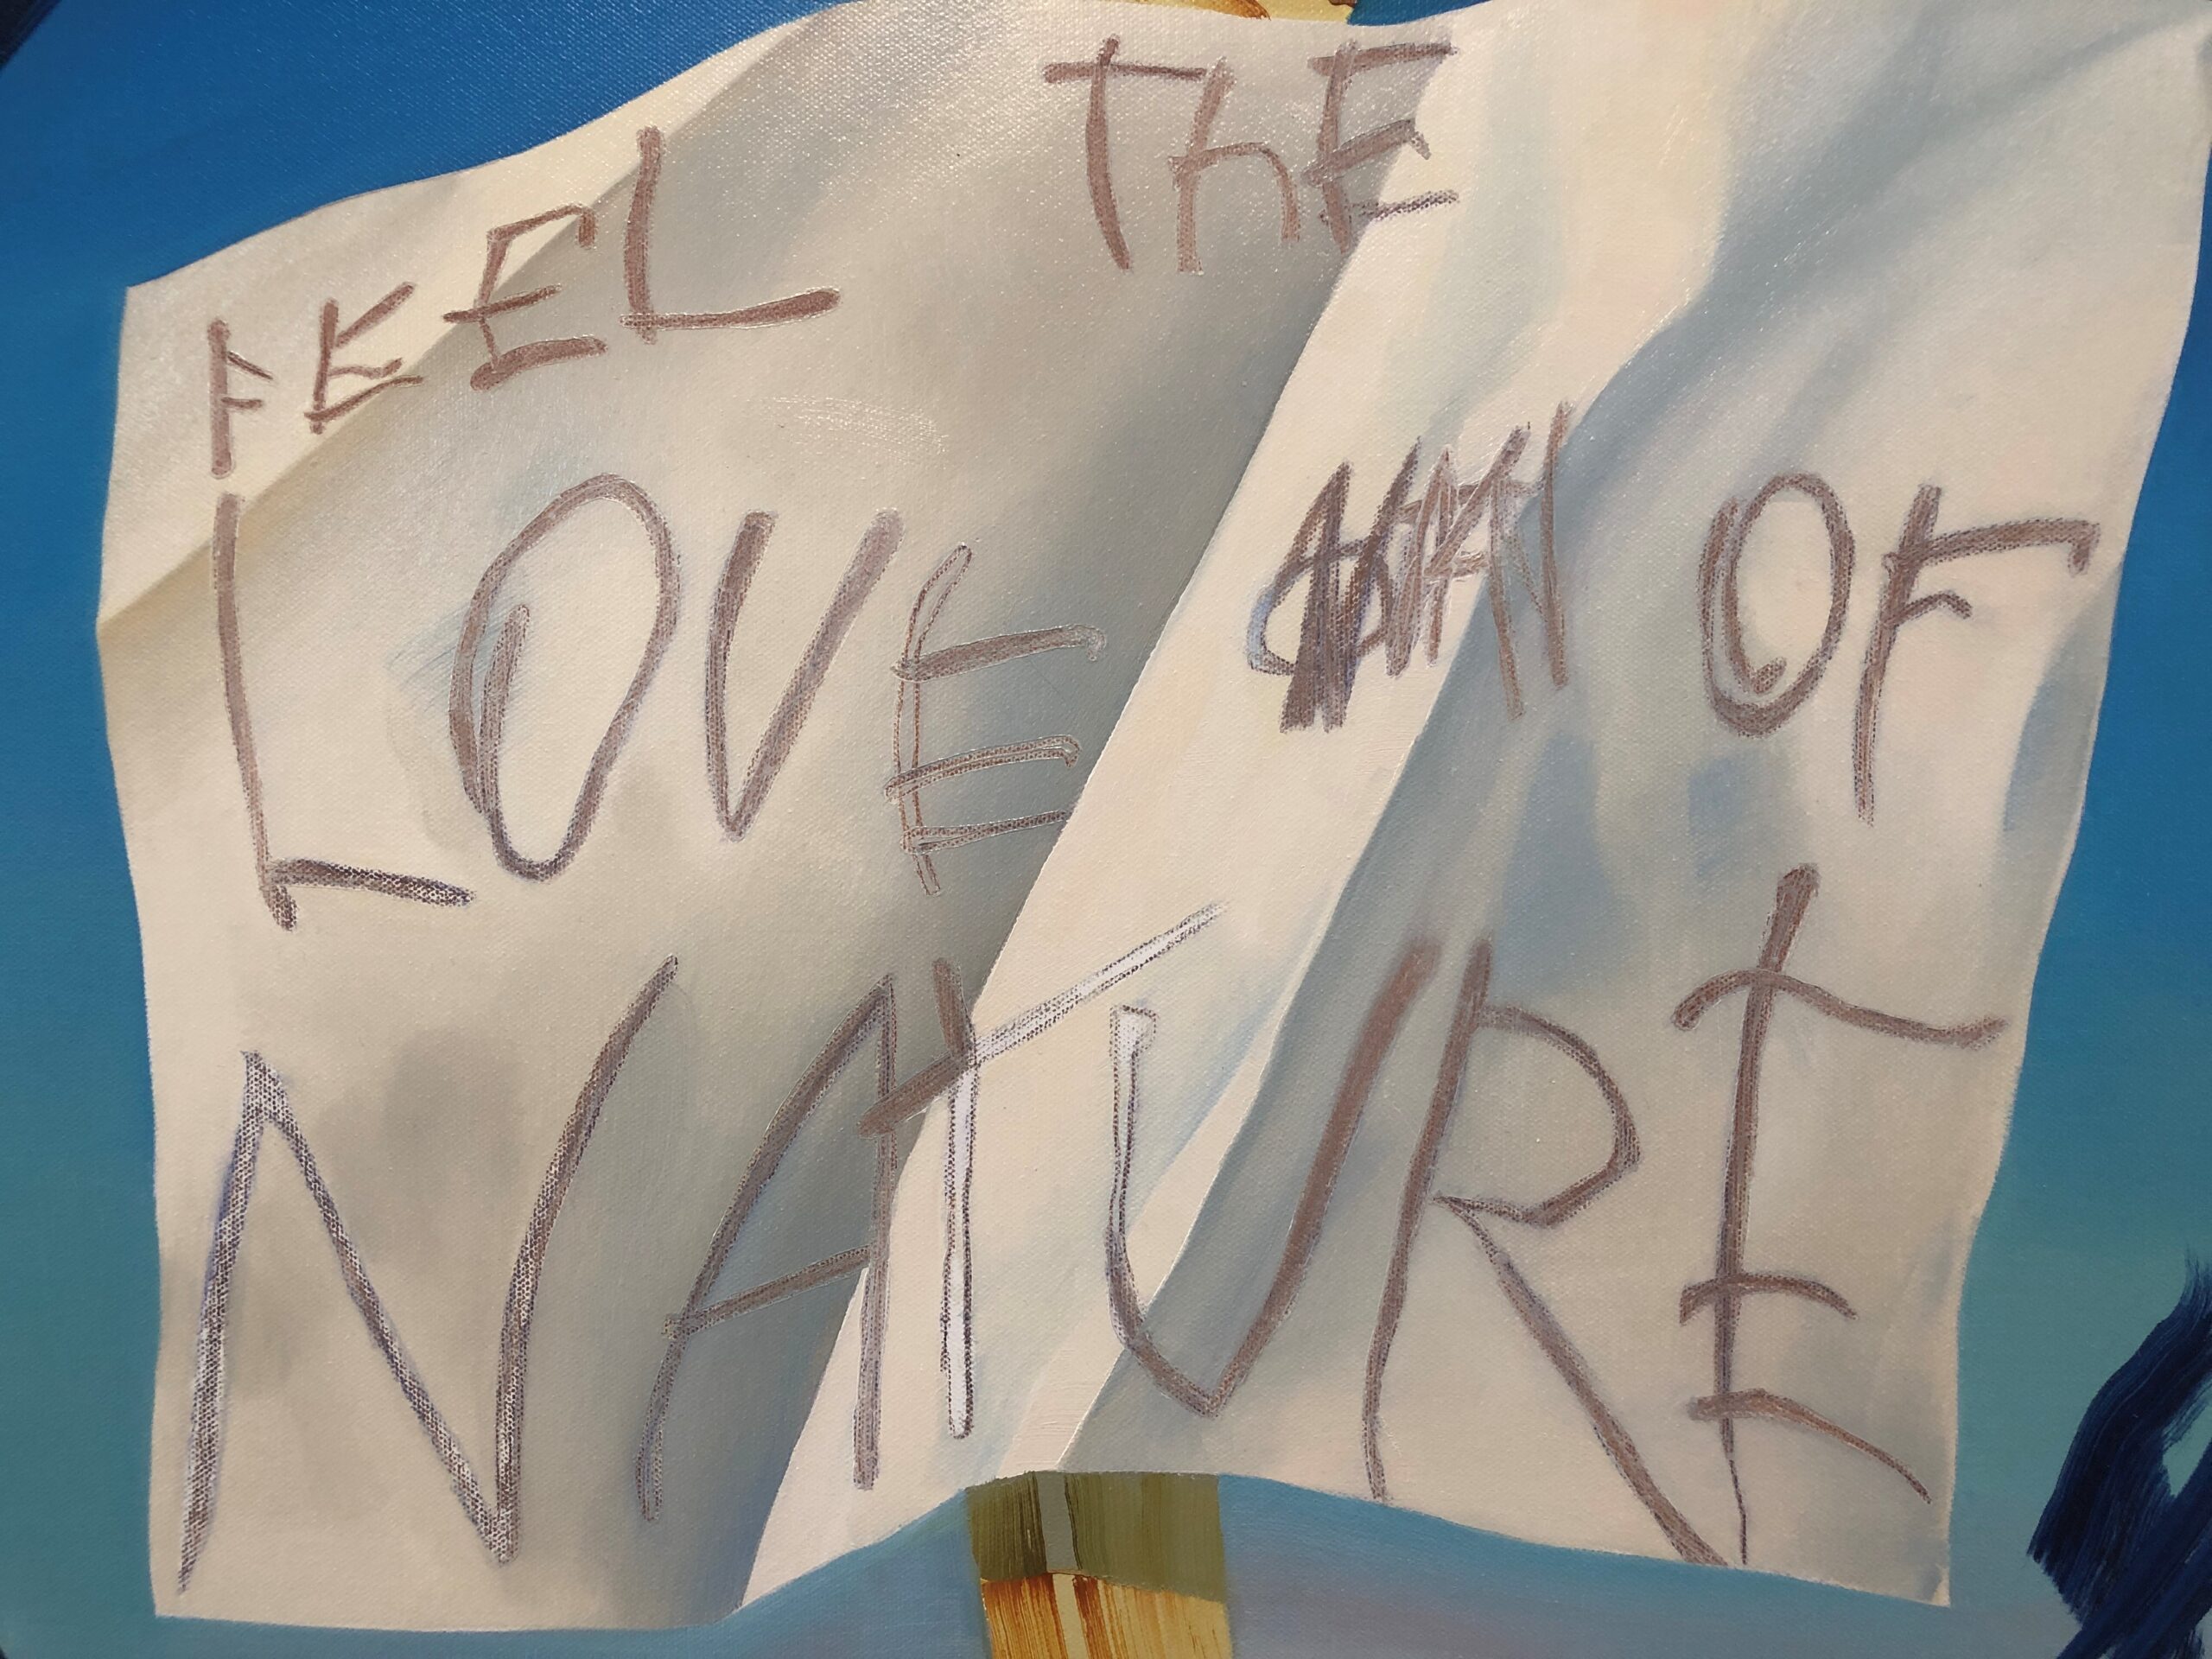 FEEL THE
LOVE OF
NATURE